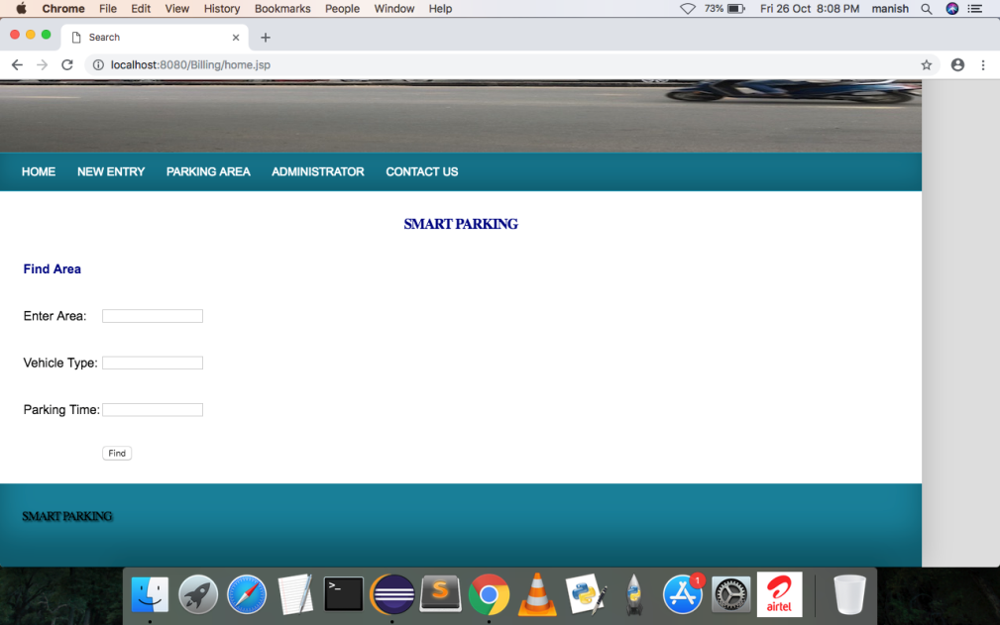 Chrome File Edit View History Bookmarks People Window Help 73% Fri 26 Oct 8:08 PM manish
Search
localhost:8080/Billing/home.jsp
HOME NEW ENTRY PARKING AREA ADMINISTRATOR CONTACT US
SMART PARKING
Find Area
Enter Area:
Vehicle Type:
Parking Time:
Find
SMART PARKING
>_
S
1
airtel